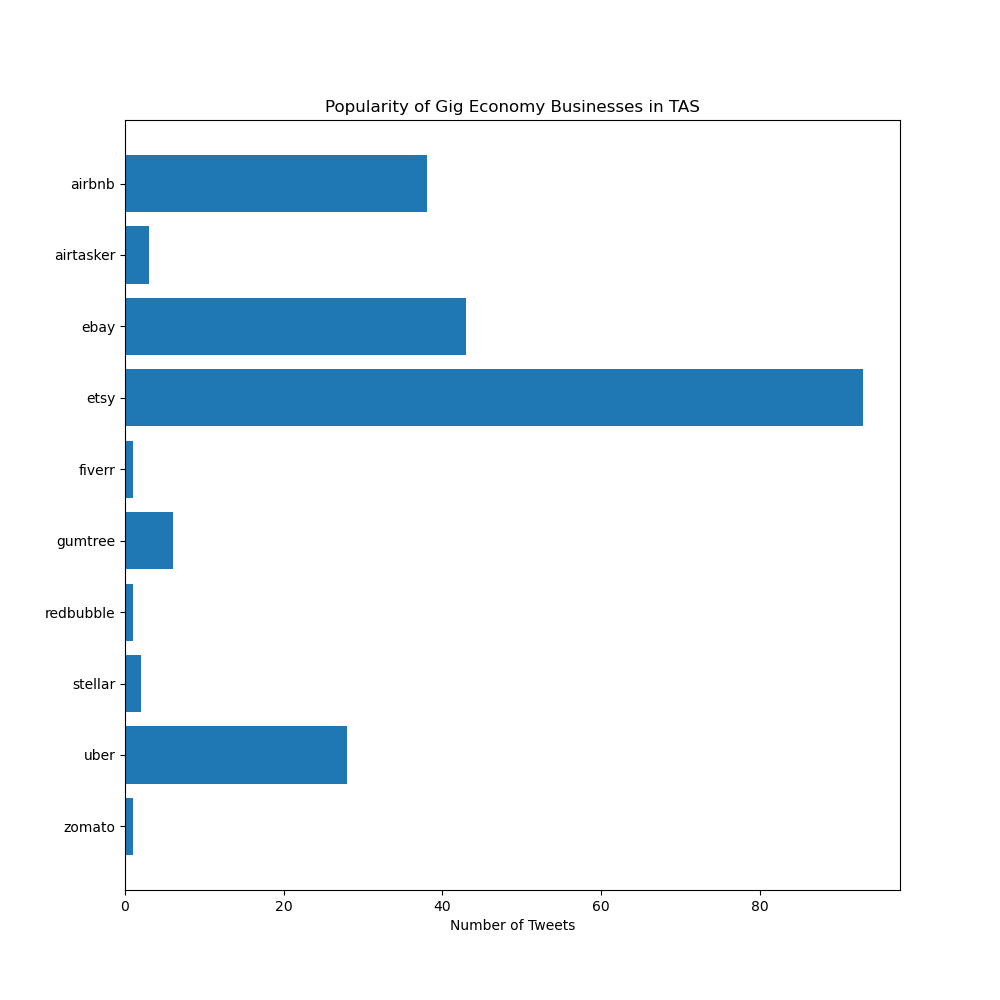 Popularity of Gig Economy Businesses in TAS
airbnb
airtasker
ebay
etsy
fiverr
gumtree
redbubble
stellar
uber
zomato
0 20 40 60 80
Number of Tweets